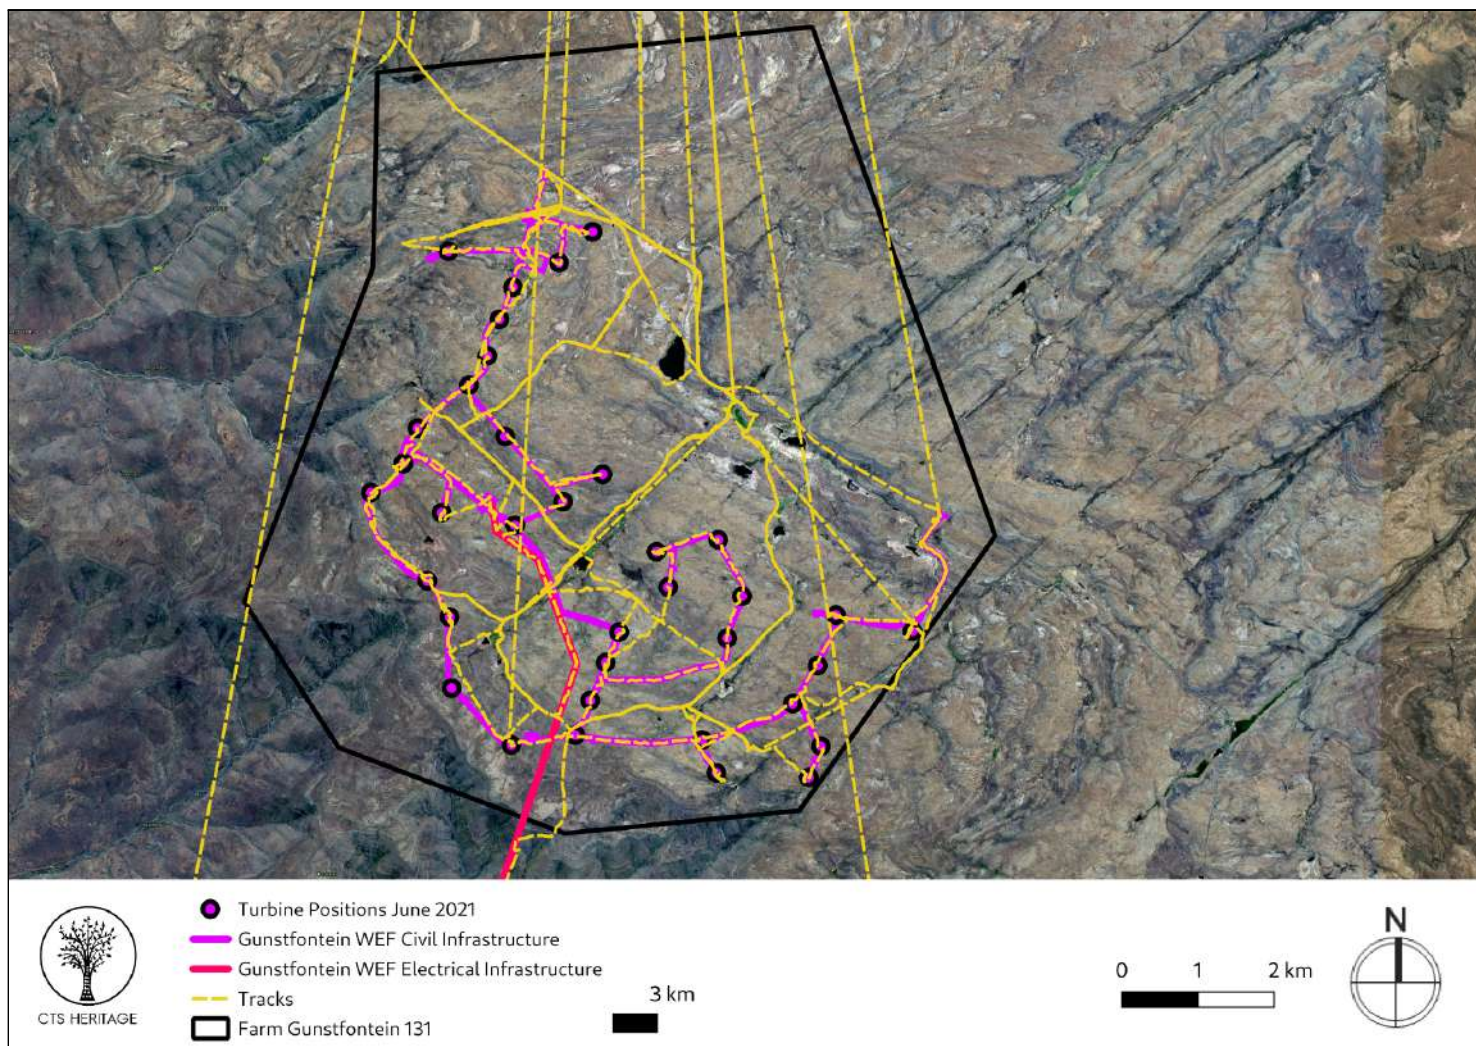 Turbine Positions June 2021
Gunstfontein WEF Civil Infrastructure
Gunstfontein WEF Electrical Infrastructure
Tracks
Farm Gunstfontein 131
CTS HERITAGE
3 km
0 1 2 km
N